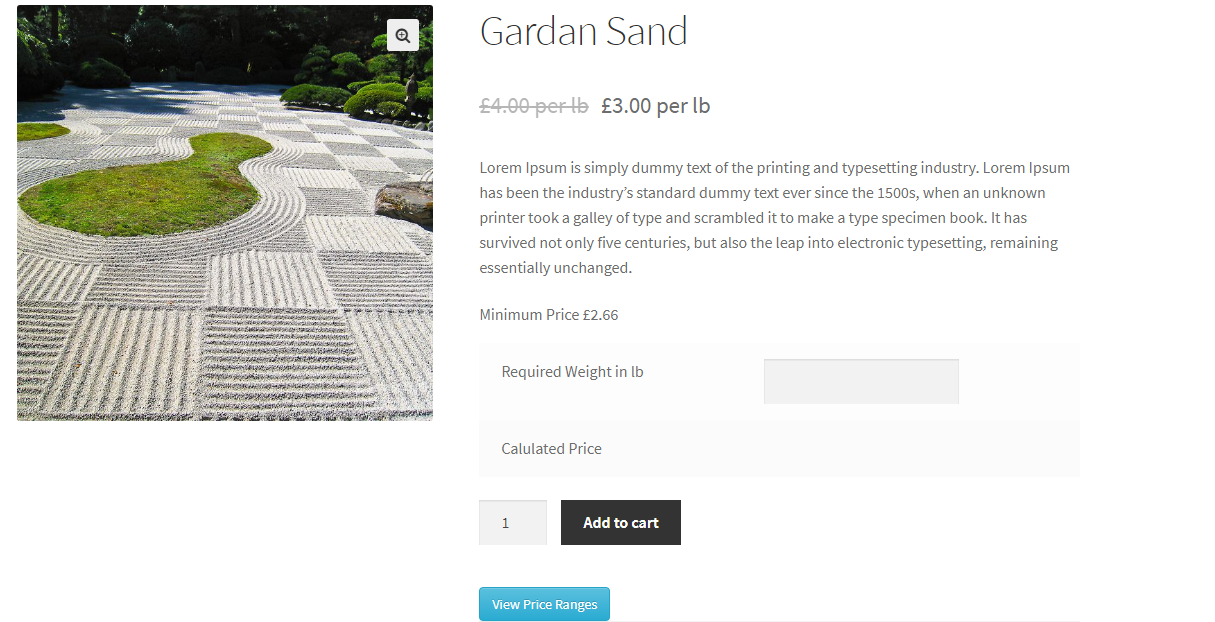 Gardan Sand
£4.00 per lb £3.00 per lb
Lorem Ipsum is simply dummy text of the printing and typesetting industry. Lorem Ipsum
has been the industry’s standard dummy text ever since the 1500s, when an unknown
printer took a galley of type and scrambled it to make a type specimen book. It has
survived not only five centuries, but also the leap into electronic typesetting, remaining
essentially unchanged.
Minimum Price £2.66
Required Weight in lb
Calulated Price
1 Add to cart
View Price Ranges